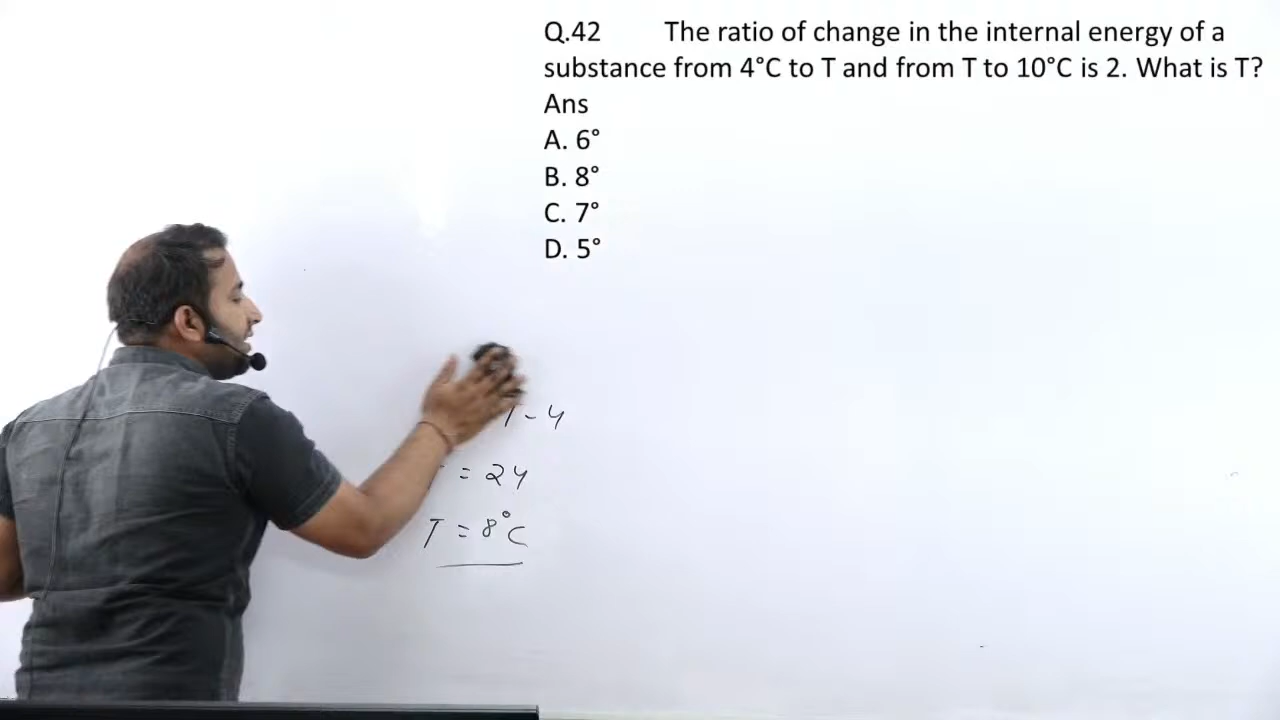 Q.42 The ratio of change in the internal energy of a
substance from 4°C to T and from T to 10°C is 2. What is T?
Ans
A. 6°
B. 8°
C. 7°
D. 5°
- 4
= 24
T = 8°C